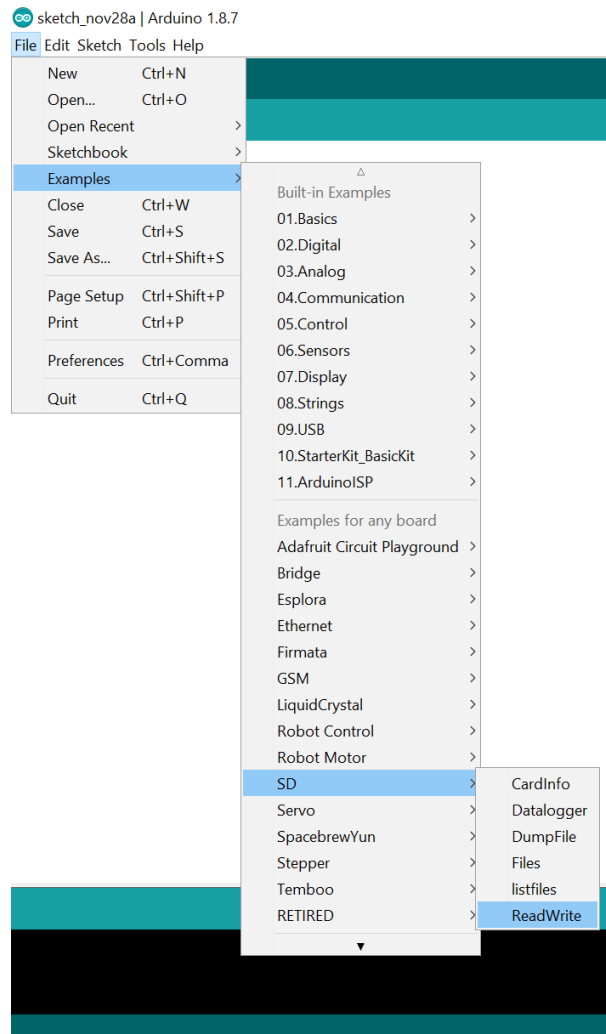 sketch_nov28a | Arduino 1.8.7
File Edit Sketch Tools Help
New Ctrl+N
Open... Ctrl+O
Open Recent
Sketchbook
Examples
Close Ctrl+W
Save Ctrl+S
Save As... Ctrl+Shift+S
Page Setup Ctrl+Shift+P
Print Ctrl+P
Preferences Ctrl+Comma
Quit Ctrl+Q
Built-in Examples
01.Basics
02.Digital
03.Analog
04.Communication
05.Control
06.Sensors
07.Display
08.Strings
09.USB
10.StarterKit_BasicKit
11.ArduinoISP
Examples for any board
Adafruit Circuit Playground
Bridge
Esplora
Ethernet
Firmata
GSM
LiquidCrystal
Robot Control
Robot Motor
SD
Servo
SpacebrewYun
Stepper
Temboo
RETIRED
CardInfo
Datalogger
DumpFile
Files
listfiles
ReadWrite